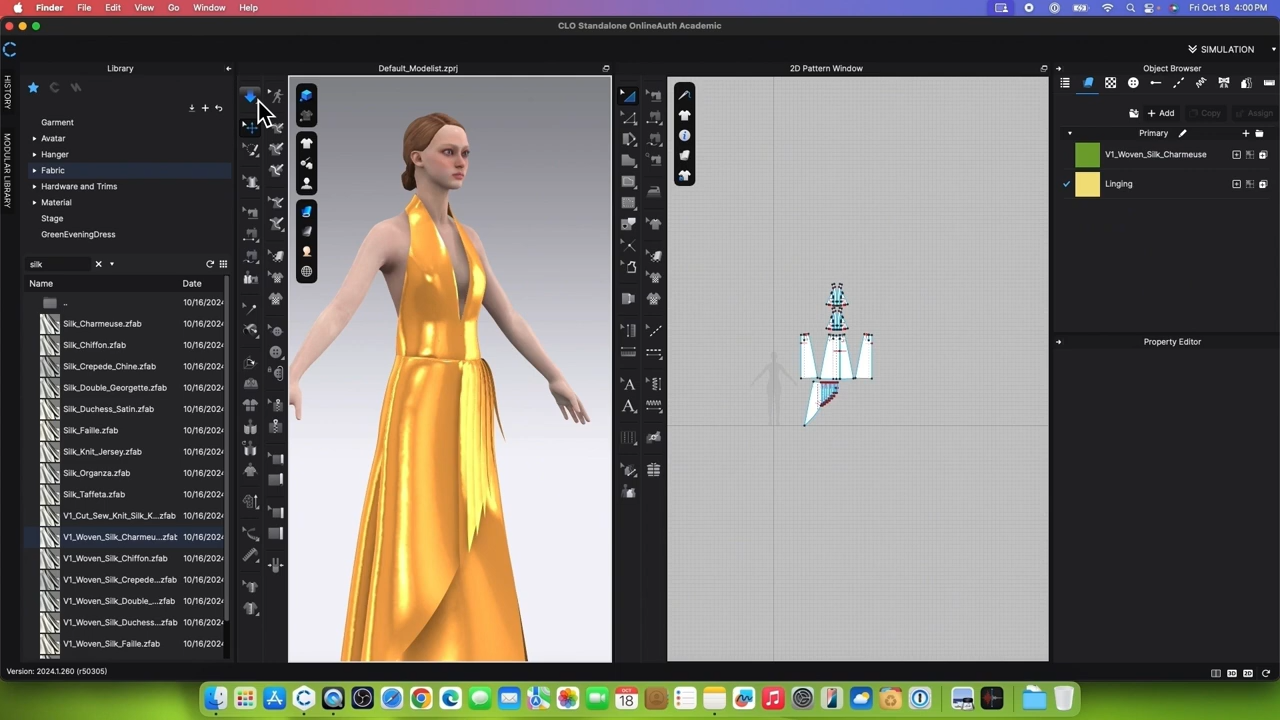 Finder File Edit View Go Window Help Fri Oct 18 4:00 PM
CLO Standalone OnlineAuth Academic
SIMULATION
HISTORY
MODULAR LIBRARY
Library
Garment
Avatar
Hanger
Fabric
Hardware and Trims
Material
Stage
GreenEveningDress
silk
Name Date
..
10/16/2024
Silk_Charmeuse.zfab 10/16/2024
Silk_Chiffon.zfab 10/16/2024
Silk_Crepede_Chine.zfab 10/16/2024
Silk_Double_Georgette.zfab 10/16/2024
Silk_Duchess_Satin.zfab 10/16/2024
Silk_Faille.zfab 10/16/2024
Silk_Knit_Jersey.zfab 10/16/2024
Silk_Organza.zfab 10/16/2024
Silk_Taffeta.zfab 10/16/2024
V1_Cut_Sew_Knit_Silk_K...zfab 10/16/2024
V1_Woven_Silk_Charmeu...zfab 10/16/2024
V1_Woven_Silk_Chiffon.zfab 10/16/2024
V1_Woven_Silk_Crepede...zfab 10/16/2024
V1_Woven_Silk_Double_...zfab 10/16/2024
V1_Woven_Silk_Duchess...zfab 10/16/2024
V1_Woven_Silk_Faille.zfab 10/16/2024
Default_Modelist.zprj
2D Pattern Window
Object Browser
+ Add Copy Assign
Primary
V1_Woven_Silk_Charmeuse
Linging
Property Editor
Version: 2024.1.260 (r50305)
3D 2D
OCT
18